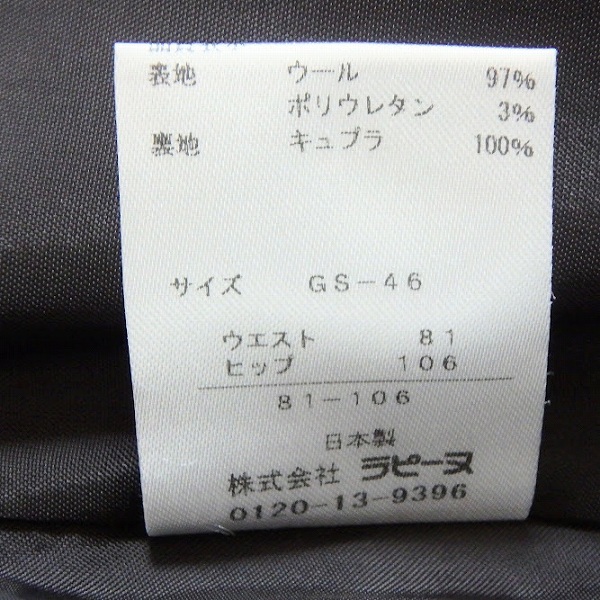 表地 ウール 97%
ポリウレタン 3%
裏地 キュプラ 100%
サイズ GS-46
ウエスト 81
ヒップ 106
81-106
日本製
株式会社 ラピーヌ
0120-13-9396